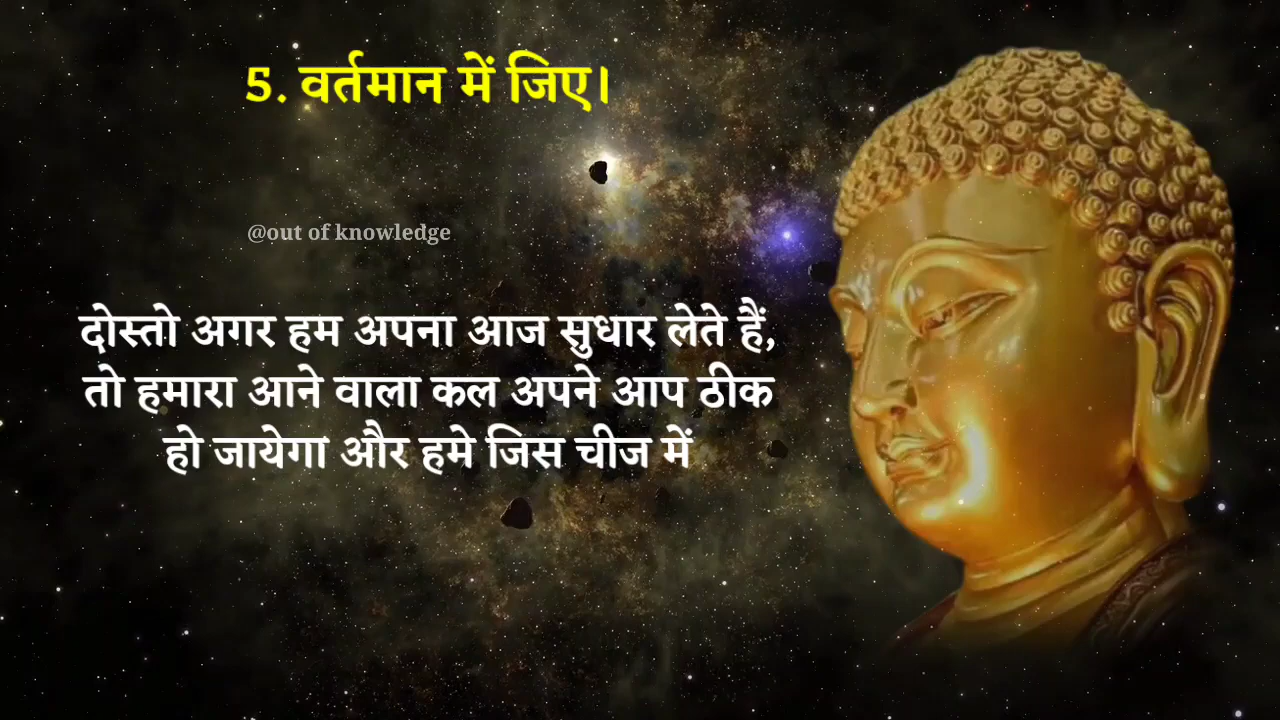 5. वर्तमान में जिए।
@out of knowledge
दोस्तो अगर हम अपना आज सुधार लेते हैं,
तो हमारा आने वाला कल अपने आप ठीक
हो जायेगा और हमे जिस चीज में